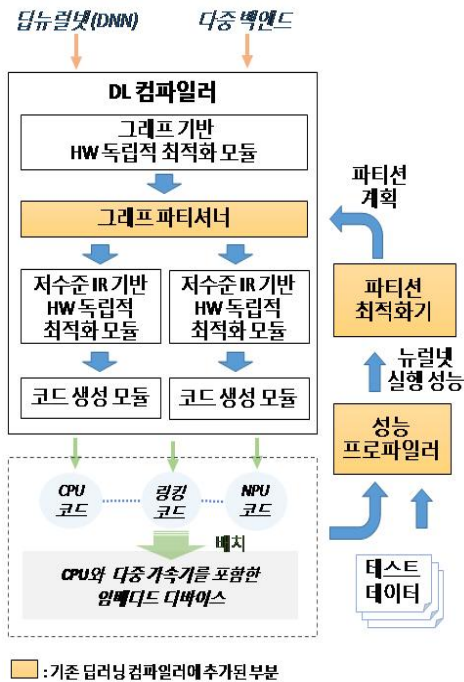 딥뉴럴넷(DNN)
다중 백엔드
DL 컴파일러
그래프 기반
HW 독립적 최적화 모듈
그래프 파티셔너
저수준 IR 기반
HW 독립적
최적화 모듈
저수준 IR 기반
HW 독립적
최적화 모듈
코드 생성 모듈
코드 생성 모듈
파티션
계획
파티션
최적화기
뉴럴넷
실행 성능
성능
프로파일러
테스트
데이터
CPU
코드
링킹
코드
NPU
코드
배치
CPU와 다중 가속기를 포함한
임베디드 디바이스
: 기존 딥러닝 컴파일러에 추가된 부분